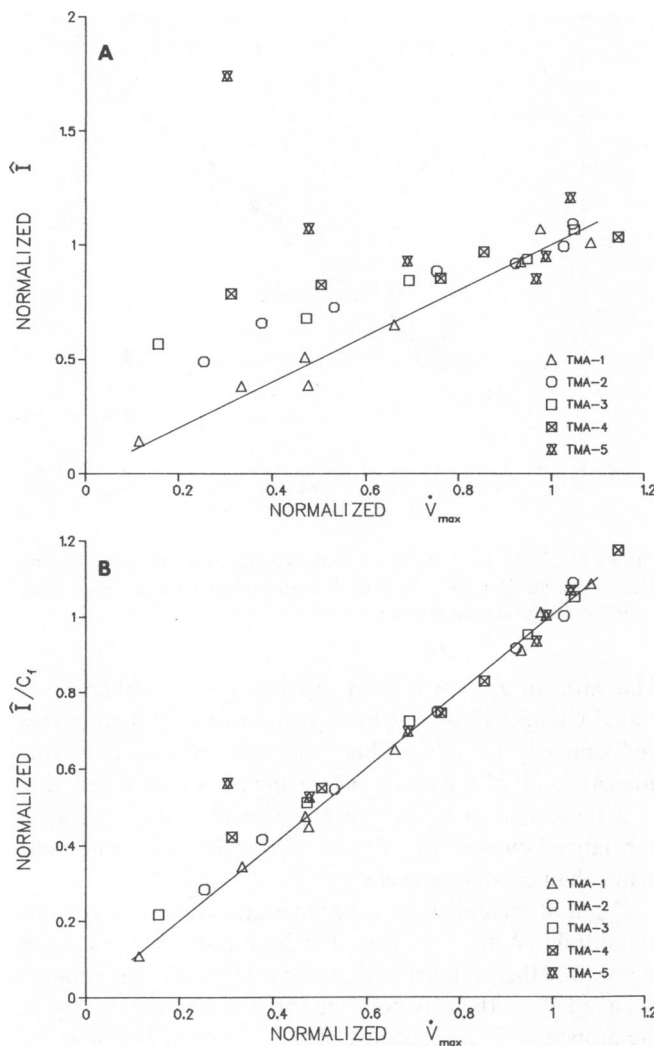 A
2
1.5
1
0.5
0
NORMALIZED Î
0 0.2 0.4 0.6 0.8 1 1.2
NORMALIZED V̇max
TMA-1
TMA-2
TMA-3
TMA-4
TMA-5
B
1.2
1.0
0.8
0.6
0.4
0.2
0
NORMALIZED Î/Cf
0 0.2 0.4 0.6 0.8 1 1.2
NORMALIZED V̇max
TMA-1
TMA-2
TMA-3
TMA-4
TMA-5